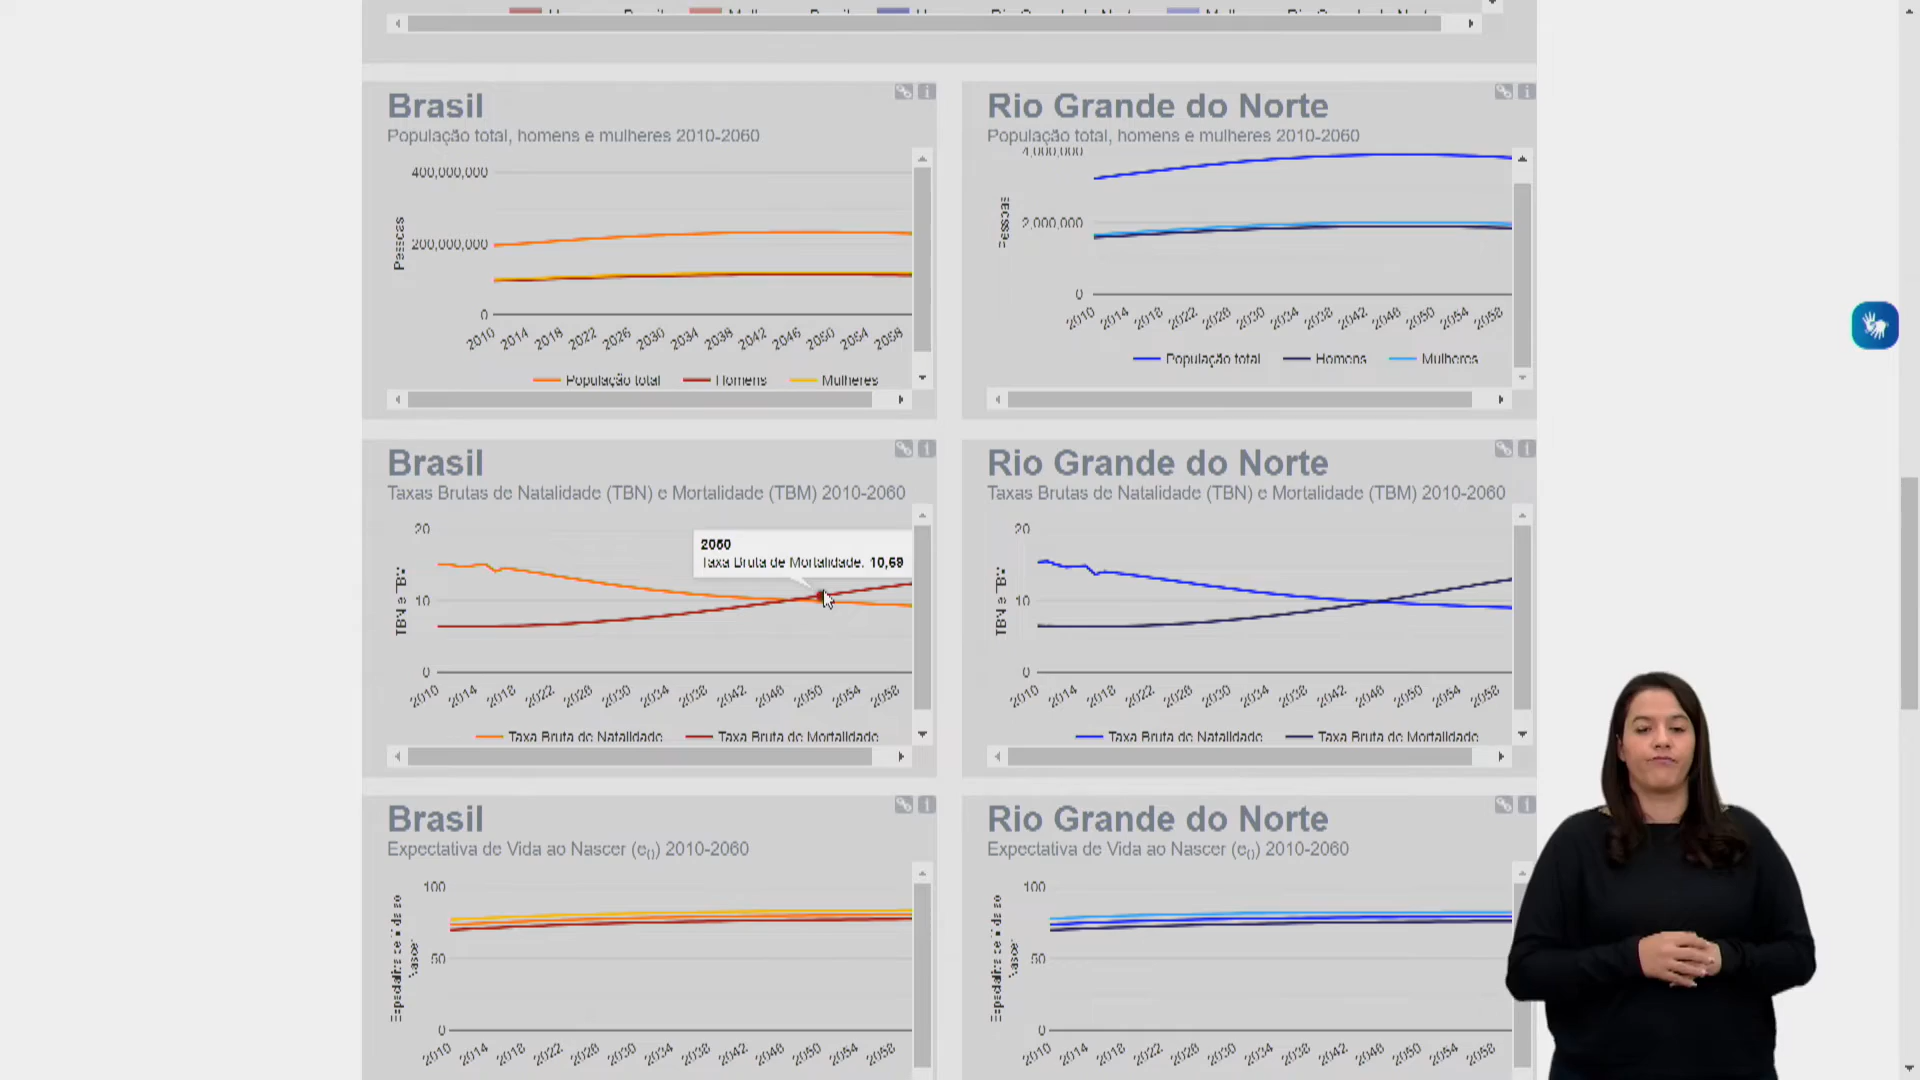 Brasil
População total, homens e mulheres 2010-2060
400,000,000
200,000,000
0
Pessoas
2010 2014 2018 2022 2026 2030 2034 2038 2042 2046 2050 2054 2058
População total Homens Mulheres
Rio Grande do Norte
População total, homens e mulheres 2010-2060
4,000,000
2,000,000
0
Pessoas
2010 2014 2018 2022 2026 2030 2034 2038 2042 2046 2050 2054 2058
População total Homens Mulheres
Brasil
Taxas Brutas de Natalidade (TBN) e Mortalidade (TBM) 2010-2060
20
10
0
2010 2014 2018 2022 2026 2030 2034 2038 2042 2046 2050 2054 2058
Taxa Bruta de Mortalidade: 10,69
Taxa Bruta de Natalidade Taxa Bruta de Mortalidade
Rio Grande do Norte
Taxas Brutas de Natalidade (TBN) e Mortalidade (TBM) 2010-2060
20
10
0
2010 2014 2018 2022 2026 2030 2034 2038 2042 2046 2050 2054 2058
Taxa Bruta de Natalidade Taxa Bruta de Mortalidade
Brasil
Expectativa de Vida ao Nascer (e₀) 2010-2060
100
50
0
Expectativa de Vida ao
Nascer
2010 2014 2018 2022 2026 2030 2034 2038 2042 2046 2050 2054 2058
Rio Grande do Norte
Expectativa de Vida ao Nascer (e₀) 2010-2060
100
50
0
Expectativa de Vida ao
Nascer
2010 2014 2018 2022 2026 2030 2034 2038 2042 2046 2050 2054 2058